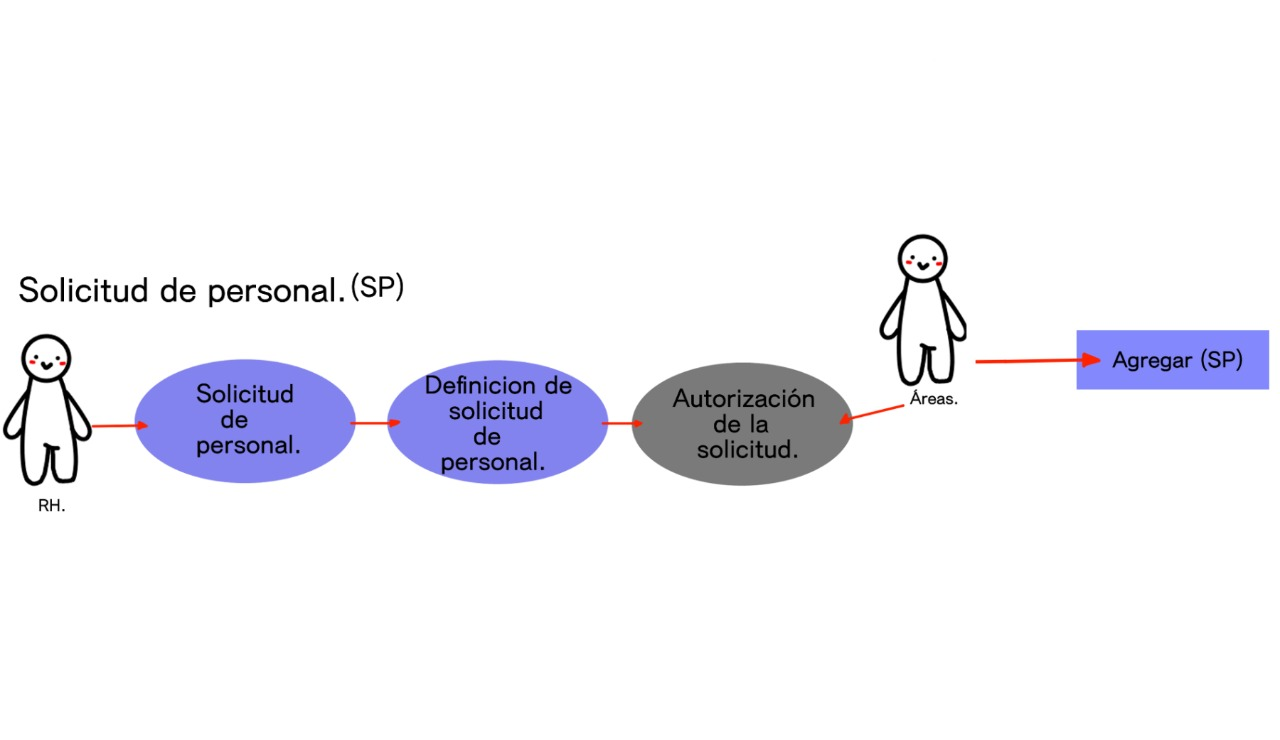 Solicitud de personal. (SP)
RH.
Solicitud
de
personal.
Definicion de
solicitud
de
personal.
Autorización
de la
solicitud.
Áreas.
Agregar (SP)